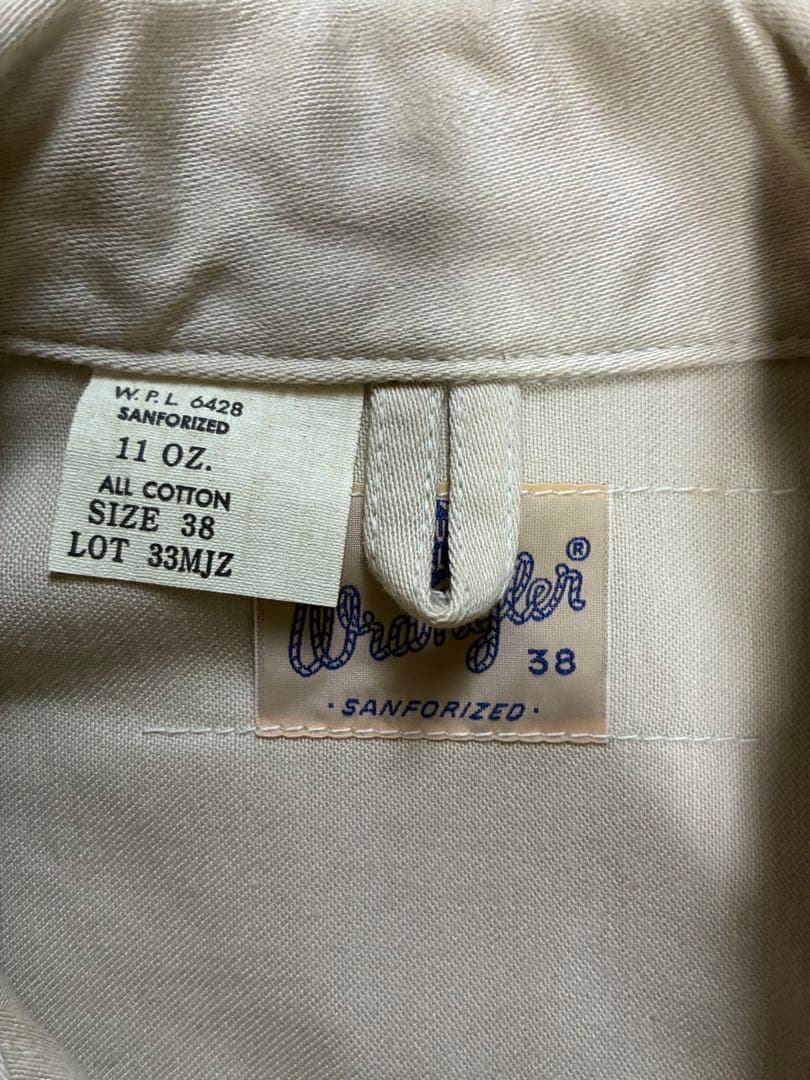 W.P.L. 6428
SANFORIZED
11 OZ.
ALL COTTON
SIZE 38
LOT 33MJZ
Wrangler ®
38
· SANFORIZED ·